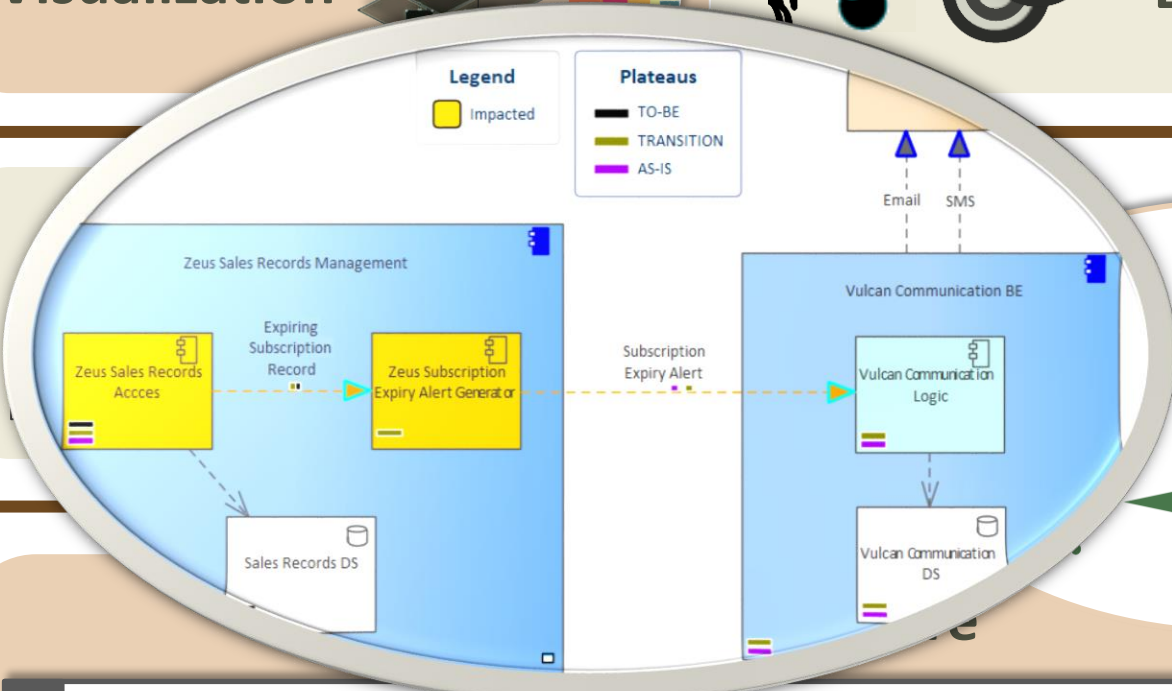 Visualization
Legend
Impacted
Plateaus
TO-BE
TRANSITION
AS-IS
Email
SMS
Zeus Sales Records Management
Vulcan Communication BE
Expiring
Subscription
Record
Zeus Sales Records
Accces
Zeus Subscription
Expiry Alert Generator
Subscription
Expiry Alert
Vulcan Communication
Logic
Sales Records DS
Vulcan Communication
DS